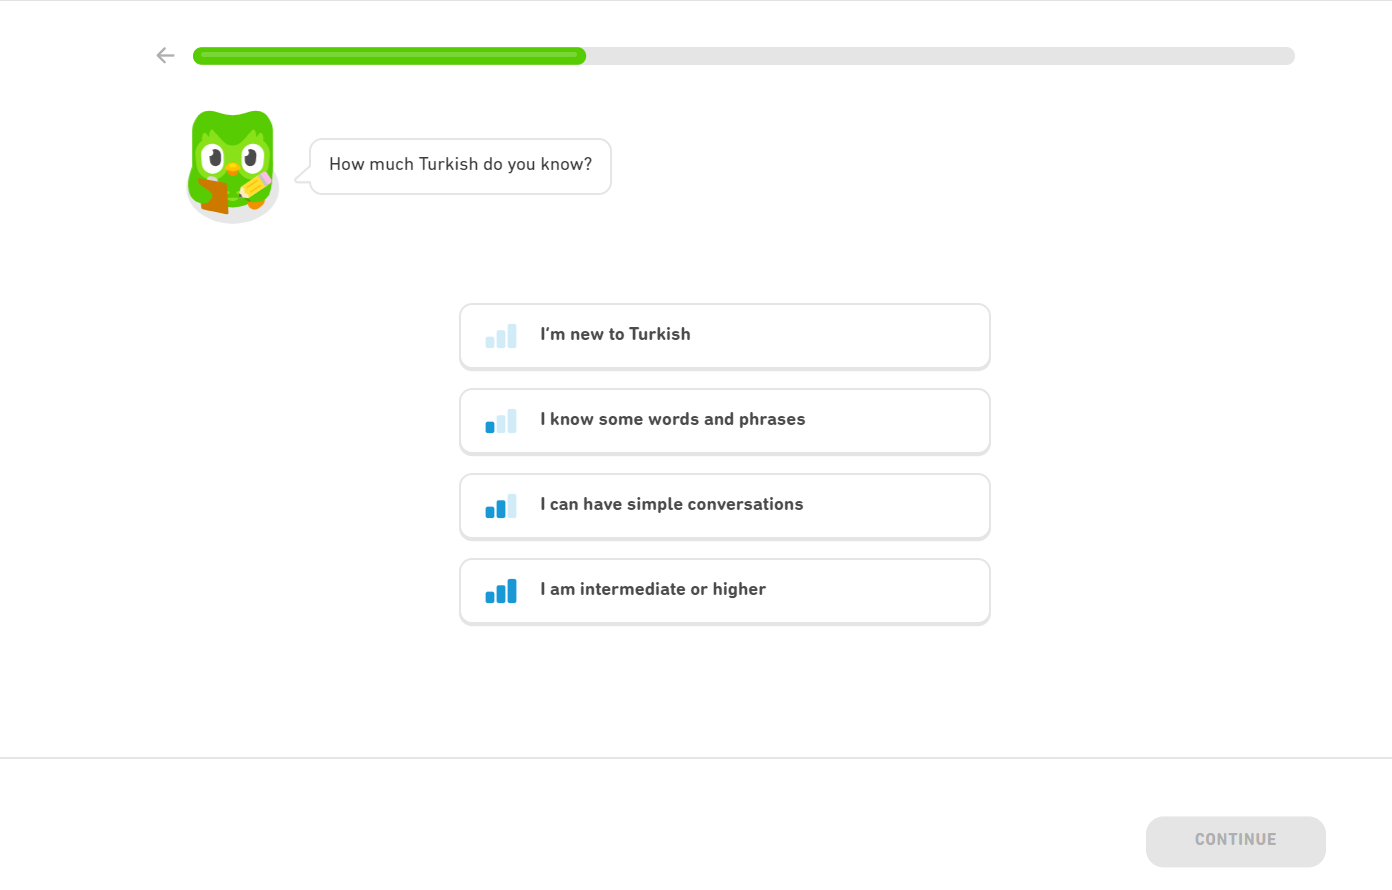 How much Turkish do you know?
I'm new to Turkish
I know some words and phrases
I can have simple conversations
I am intermediate or higher
CONTINUE